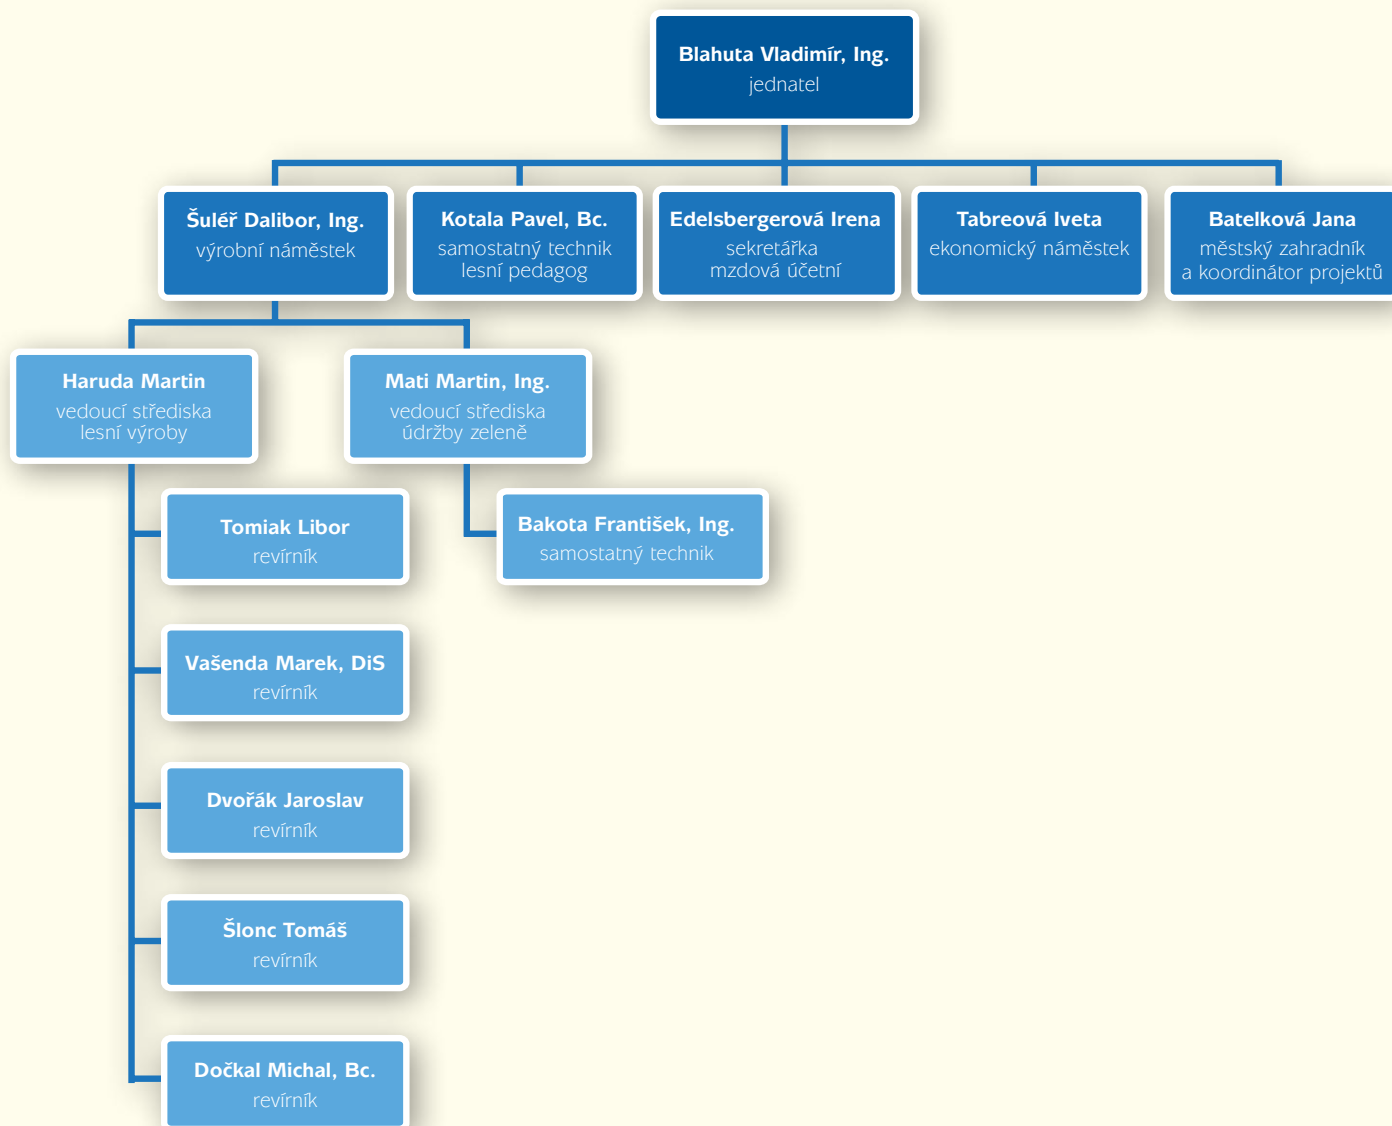 Blahuta Vladimír, Ing.
jednatel
Šuléř Dalibor, Ing.
výrobní náměstek
Kotala Pavel, Bc.
samostatný technik
lesní pedagog
Edelsbergerová Irena
sekretářka
mzdová účetní
Tabreová Iveta
ekonomický náměstek
Batelková Jana
městský zahradník
a koordinátor projektů
Haruda Martin
vedoucí střediska
lesní výroby
Mati Martin, Ing.
vedoucí střediska
údržby zeleně
Tomiak Libor
revírník
Bakota František, Ing.
samostatný technik
Vašenda Marek, DiS
revírník
Dvořák Jaroslav
revírník
Šlonc Tomáš
revírník
Dočkal Michal, Bc.
revírník